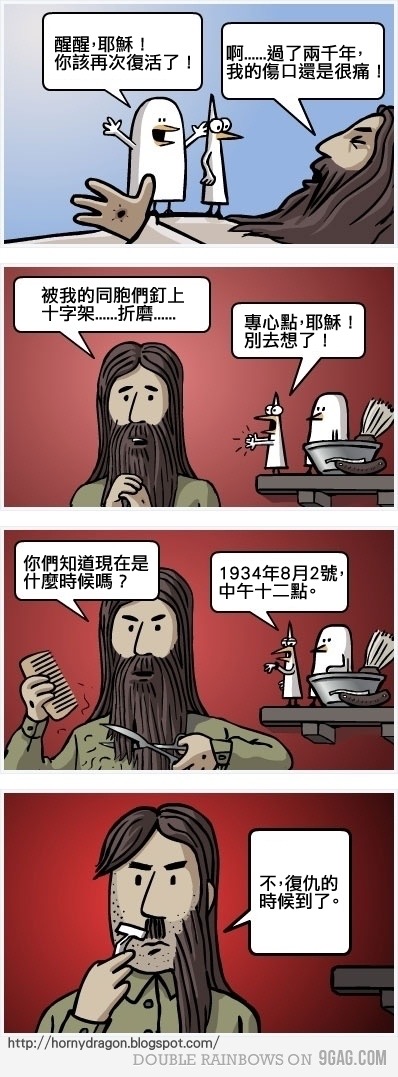 醒醒,耶穌!
你該再次復活了!
啊……過了兩千年,
我的傷口還是很痛!
被我的同胞們釘上
十字架……折磨……
專心點,耶穌!
別去想了!
你們知道現在是
什麼時候嗎?
1934年8月2號,
中午十二點。
不,復仇的
時候到了。
http://hornydragon.blogspot.com/
DOUBLE RAINBOWS ON 9GAG.COM